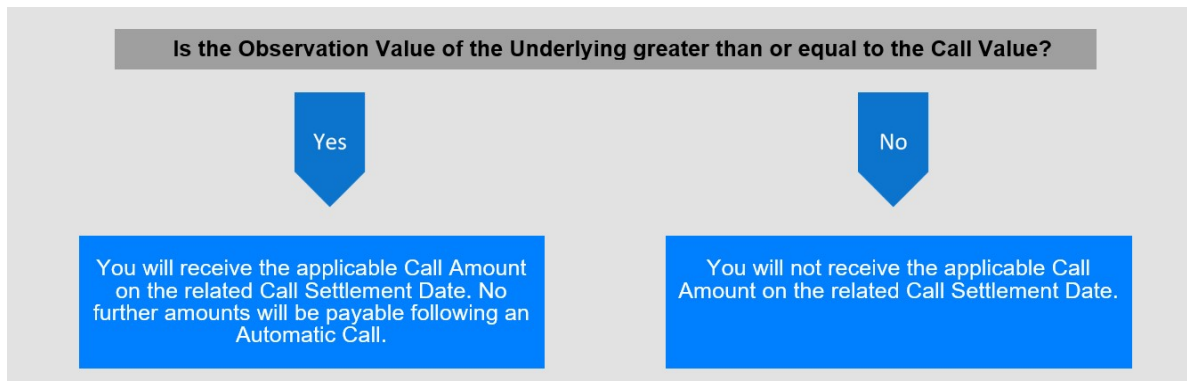 Is the Observation Value of the Underlying greater than or equal to the Call Value?
Yes
No
You will receive the applicable Call Amount
on the related Call Settlement Date. No
further amounts will be payable following an
Automatic Call.
You will not receive the applicable Call
Amount on the related Call Settlement Date.